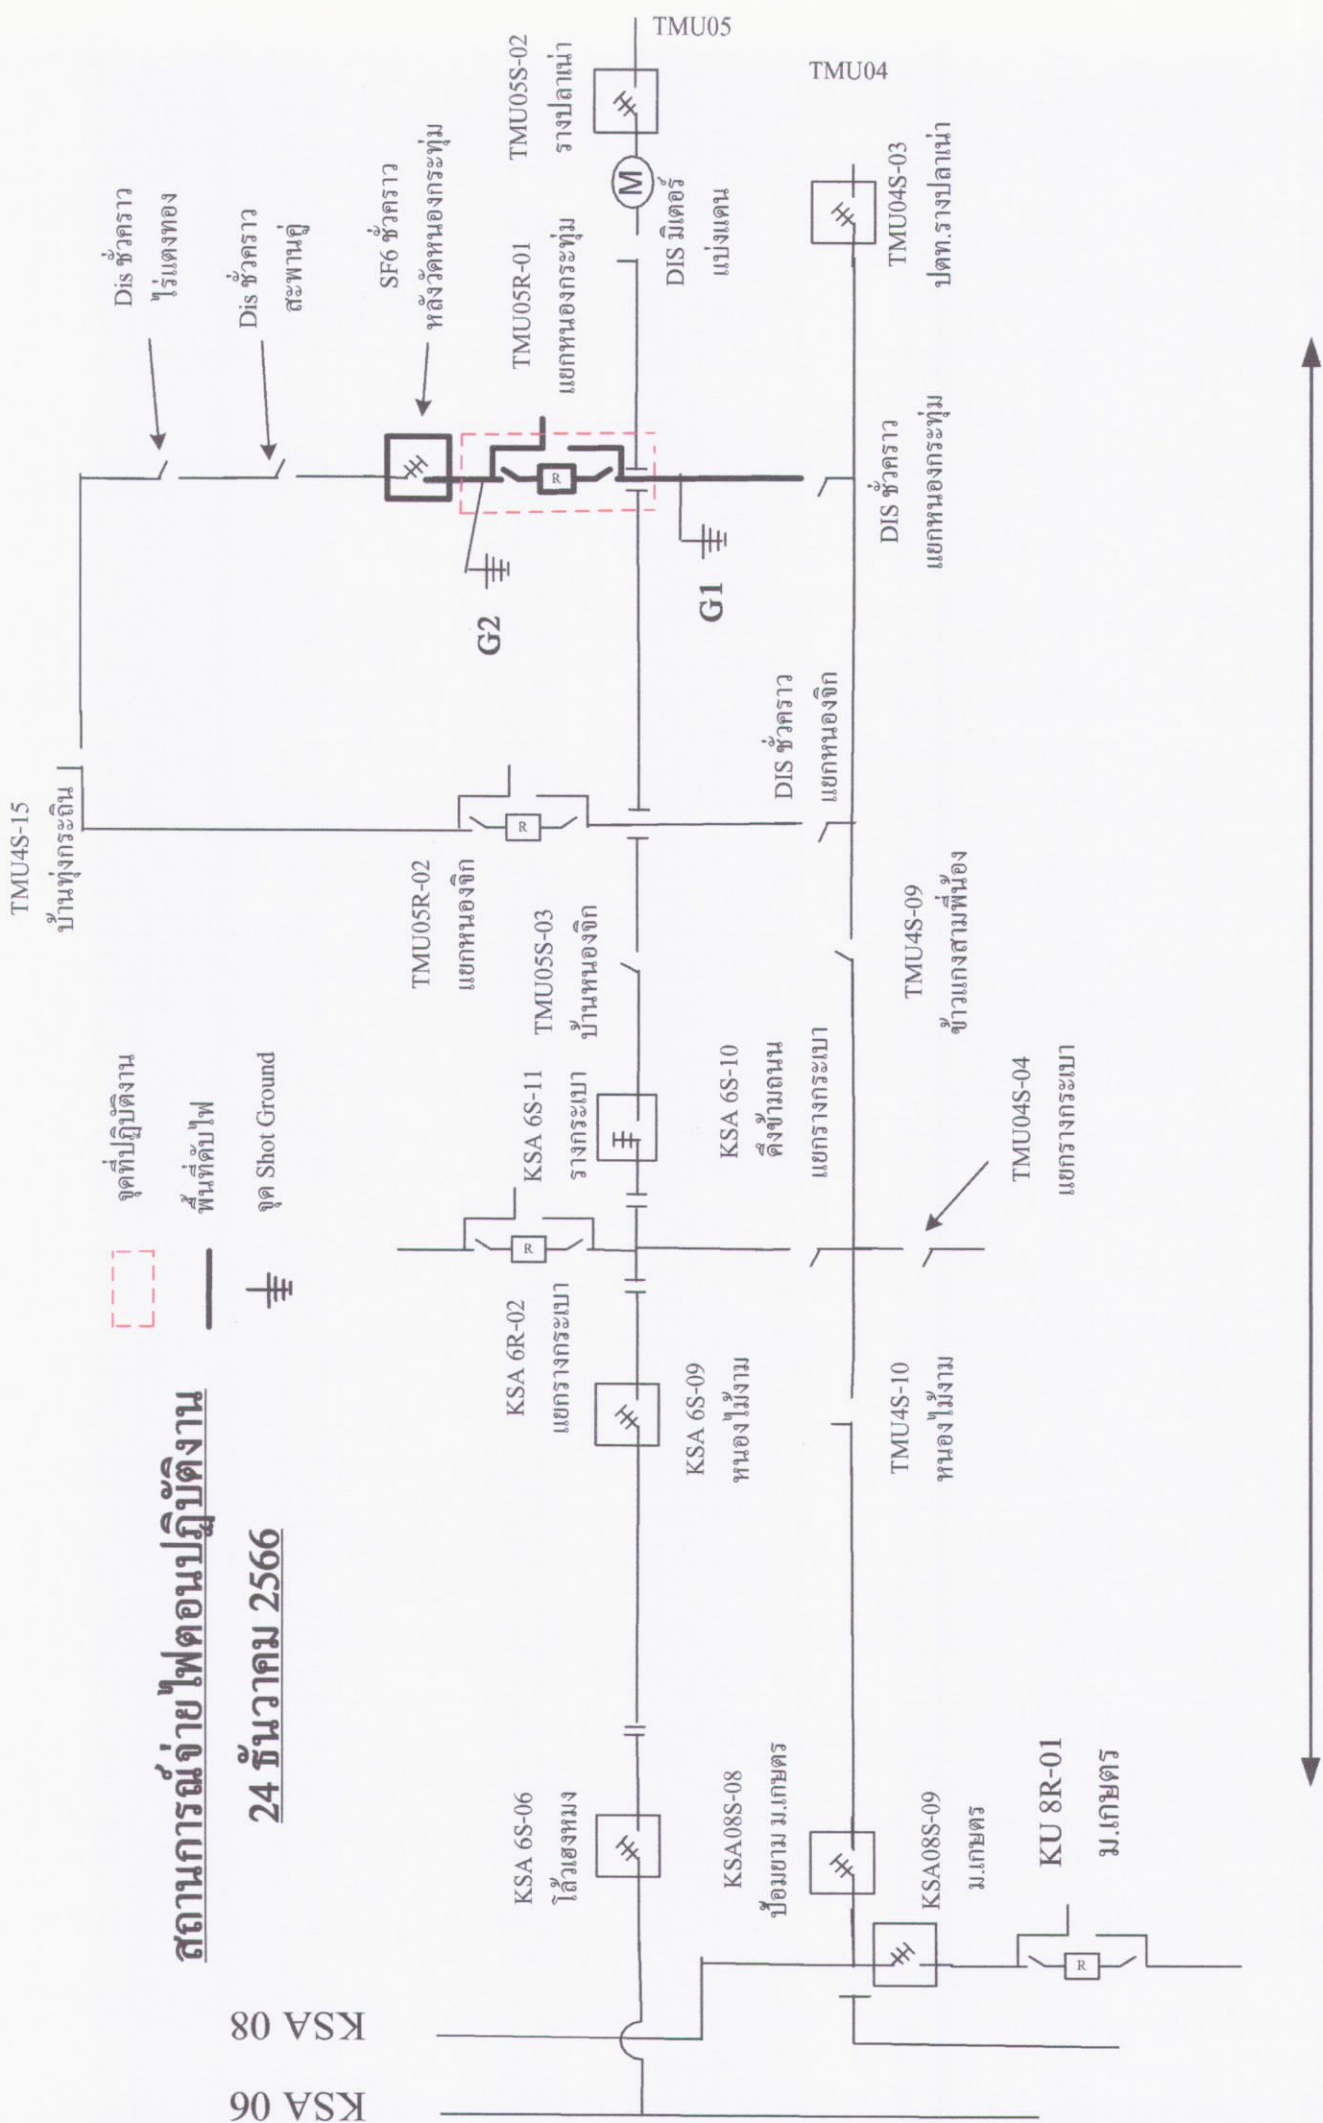 สถานการณ์จ่ายไฟตอนปฏิบัติงาน
24 ธันวาคม 2566
จุดที่ปฏิบัติงาน
พื้นที่ดับไฟ
จุด Shot Ground
KSA 06
KSA 08
TMU4S-15
บ้านทุ่งกระถิน
Dis ชั่วคราว
ไร่แตงทอง
Dis ชั่วคราว
สะพานคู่
SF6 ชั่วคราว
หลังวัดหนองกระทุ่ม
TMU05R-01
แยกหนองกระทุ่ม
TMU05S-02
รางปลาเน่า
TMU05
M
DIS มิเตอร์
แบ่งแดน
TMU04
TMU04S-03
ปตท.รางปลาเน่า
R
G2
G1
DIS ชั่วคราว
แยกหนองกระทุ่ม
TMU05R-02
แยกหนองจิก
R
DIS ชั่วคราว
แยกหนองจิก
TMU05S-03
บ้านหนองจิก
TMU4S-09
ข้าวแกงสามพี่น้อง
KSA 6S-11
รางกระเบา
KSA 6S-10
ดึงข้ามถนน
แยกรางกระเบา
TMU04S-04
แยกรางกระเบา
R
KSA 6R-02
แยกรางกระเบา
KSA 6S-09
หนองไม้งาม
TMU4S-10
หนองไม้งาม
KSA 6S-06
โล้วเฮงหมง
KSA08S-08
ป้อมยาม ม.เกษตร
KSA08S-09
ม.เกษตร
KU 8R-01
ม.เกษตร
R